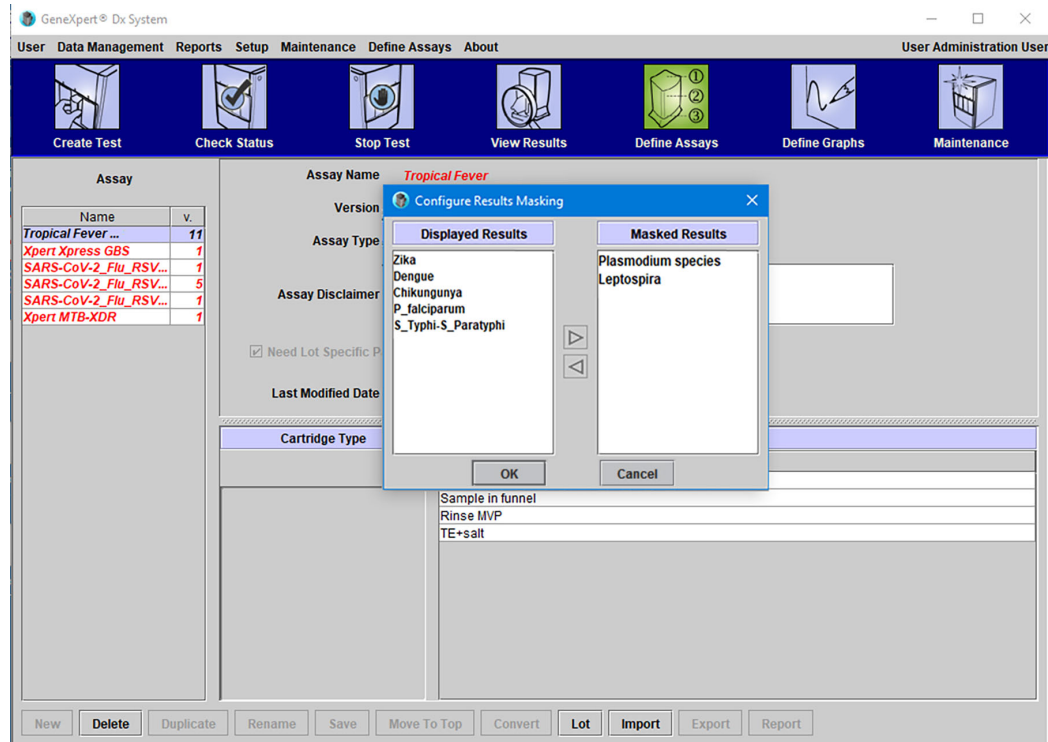 GeneXpert® Dx System
User Data Management Reports Setup Maintenance Define Assays About User Administration User
Create Test Check Status Stop Test View Results Define Assays Define Graphs Maintenance
1
2
3
Assay
Name v.
Tropical Fever ... 11
Xpert Xpress GBS 1
SARS-CoV-2_Flu_RSV... 1
SARS-CoV-2_Flu_RSV... 5
SARS-CoV-2_Flu_RSV... 1
Xpert MTB-XDR 1
Assay Name Tropical Fever
Version
Assay Type
Assay Disclaimer
Need Lot Specific P
Last Modified Date
Configure Results Masking
Displayed Results
Zika
Dengue
Chikungunya
P_falciparum
S_Typhi-S_Paratyphi
Masked Results
Plasmodium species
Leptospira
OK Cancel
Cartridge Type
Sample in funnel
Rinse MVP
TE+salt
New Delete Duplicate Rename Save Move To Top Convert Lot Import Export Report